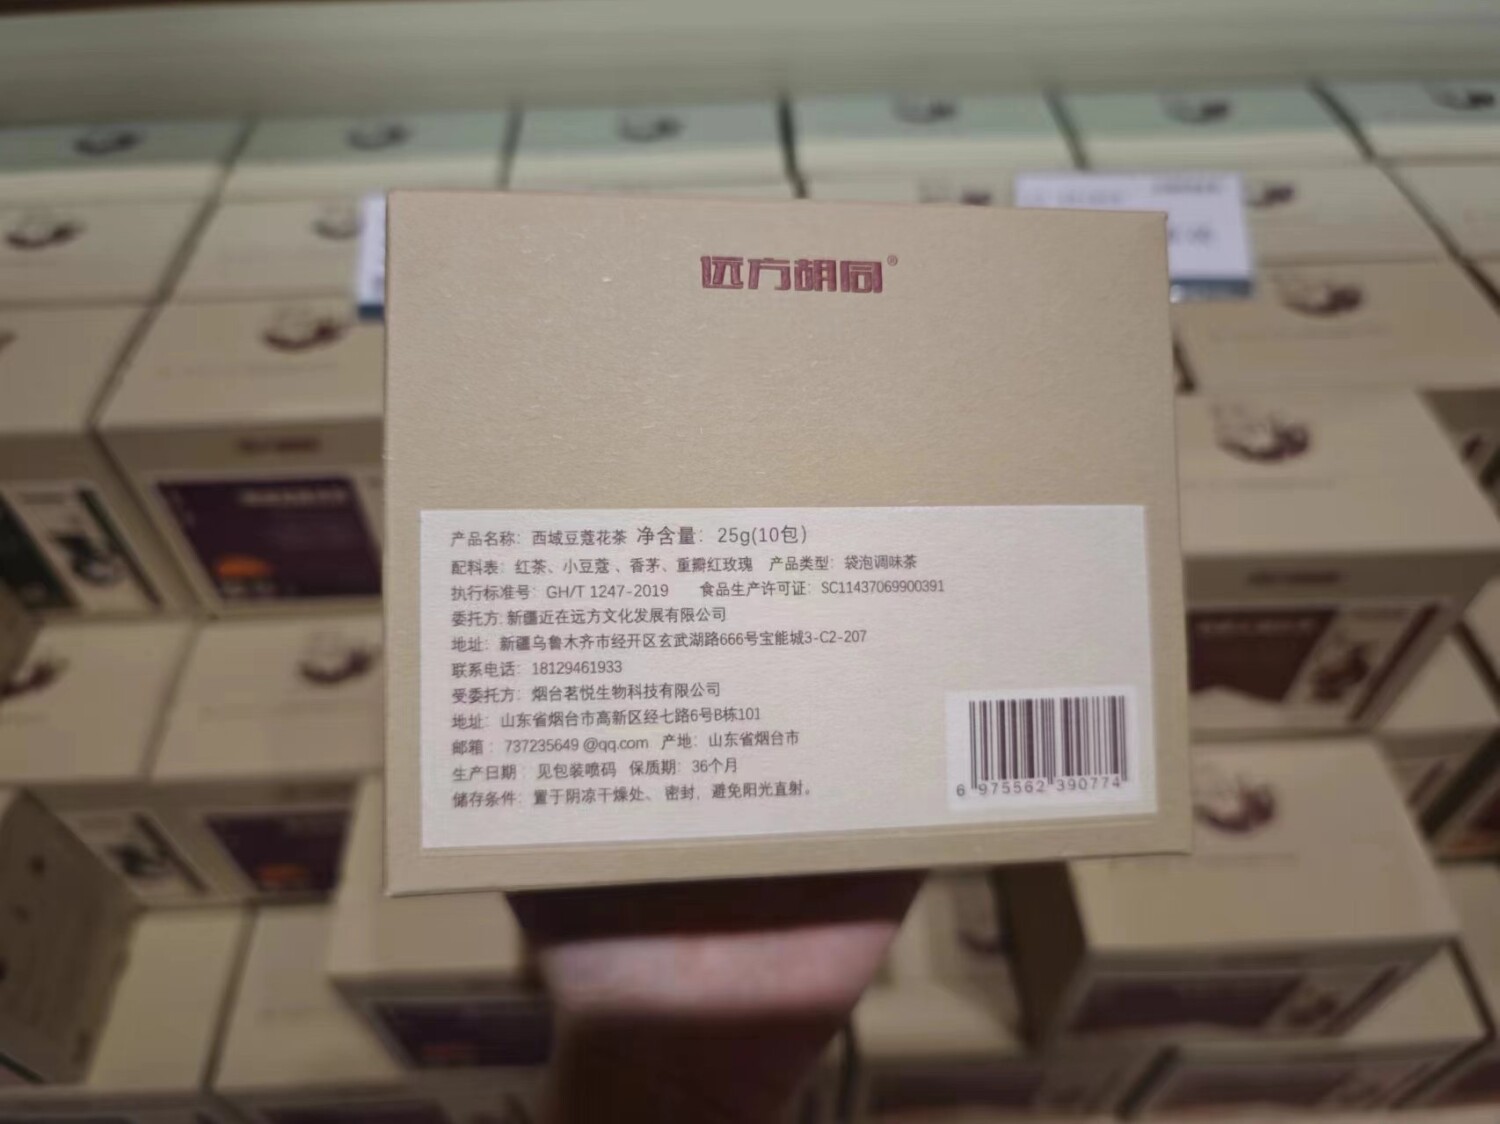 远方胡同®
产品名称：西域豆蔻花茶 净含量：25g(10包)
配料表：红茶、小豆蔻、香茅、重瓣红玫瑰 产品类型：袋泡调味茶
执行标准号：GH/T 1247-2019 食品生产许可证：SC11437069900391
委托方：新疆近在远方文化发展有限公司
地址：新疆乌鲁木齐市经开区玄武湖路666号宝能城3-C2-207
联系电话：18129461933
受委托方：烟台茗悦生物科技有限公司
地址：山东省烟台市高新区经七路6号B栋101
邮箱：737235649 @qq.com 产地：山东省烟台市
生产日期：见包装喷码 保质期：36个月
储存条件：置于阴凉干燥处、密封，避免阳光直射。
6 975562 390774